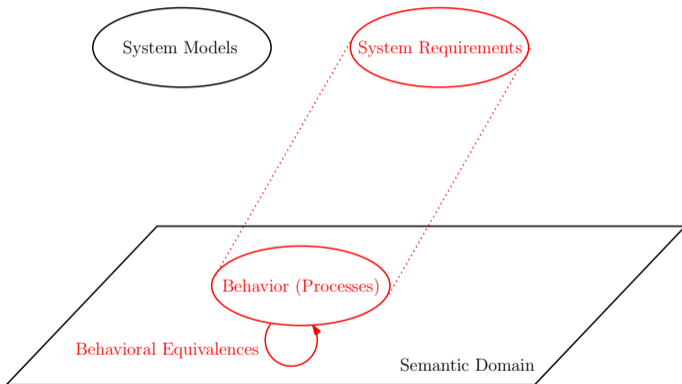 System Models
System Requirements
Behavior (Processes)
Behavioral Equivalences
Semantic Domain